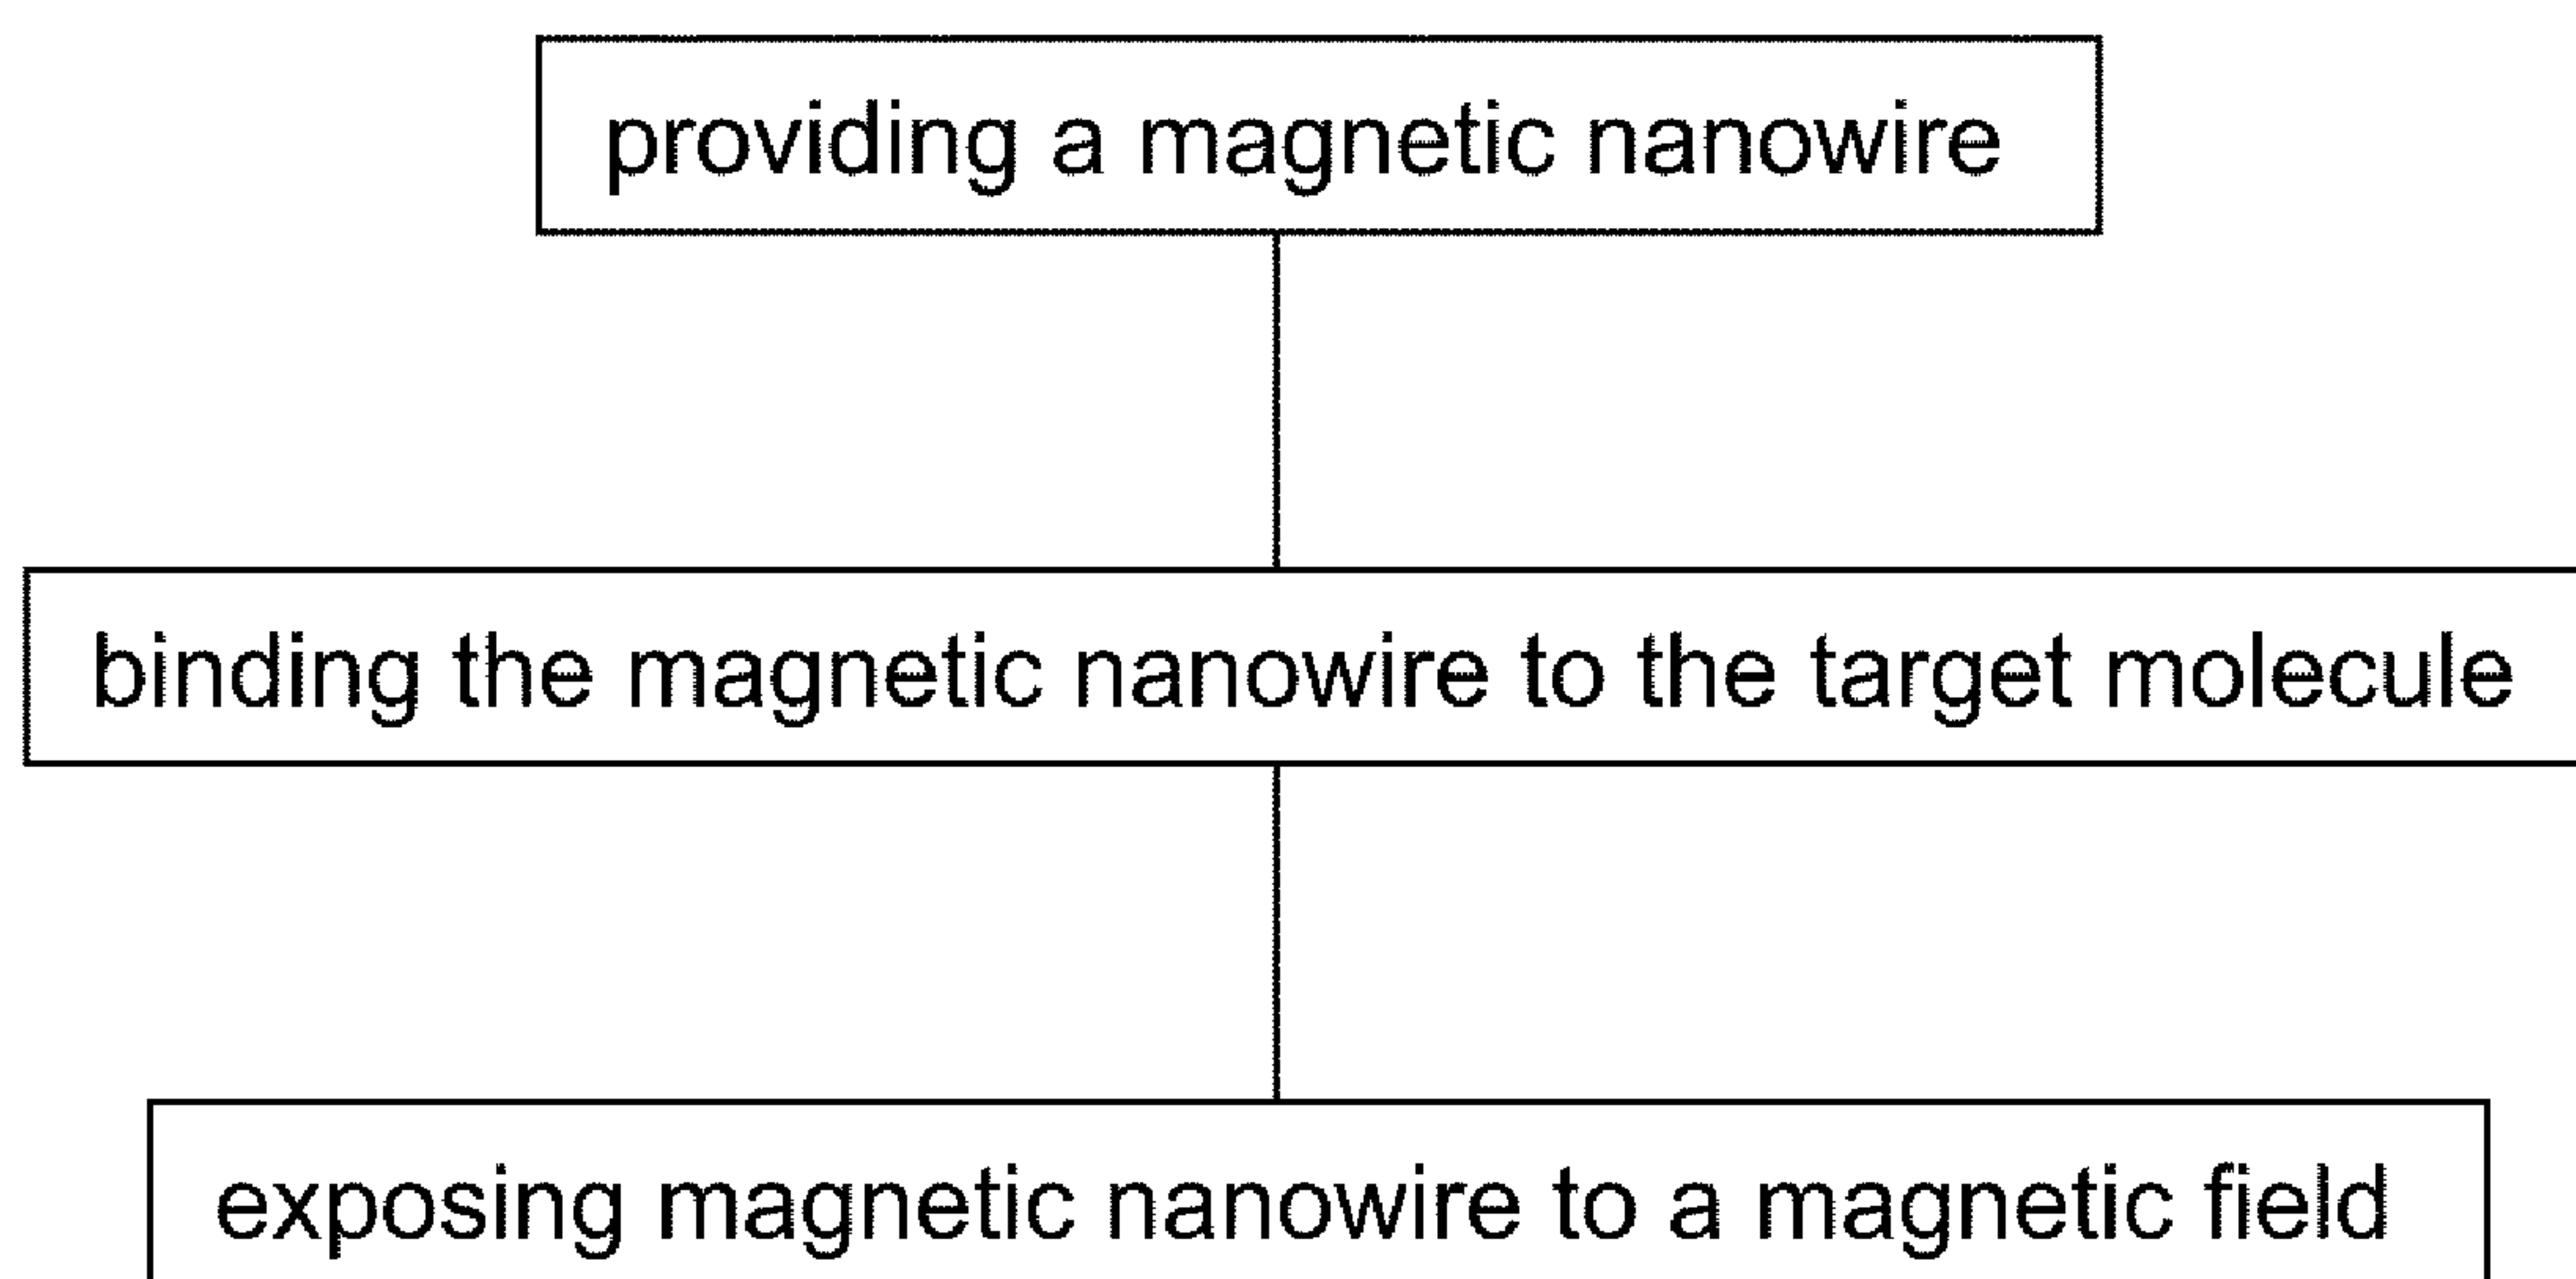 providing a magnetic nanowire
binding the magnetic nanowire to the target molecule
exposing magnetic nanowire to a magnetic field